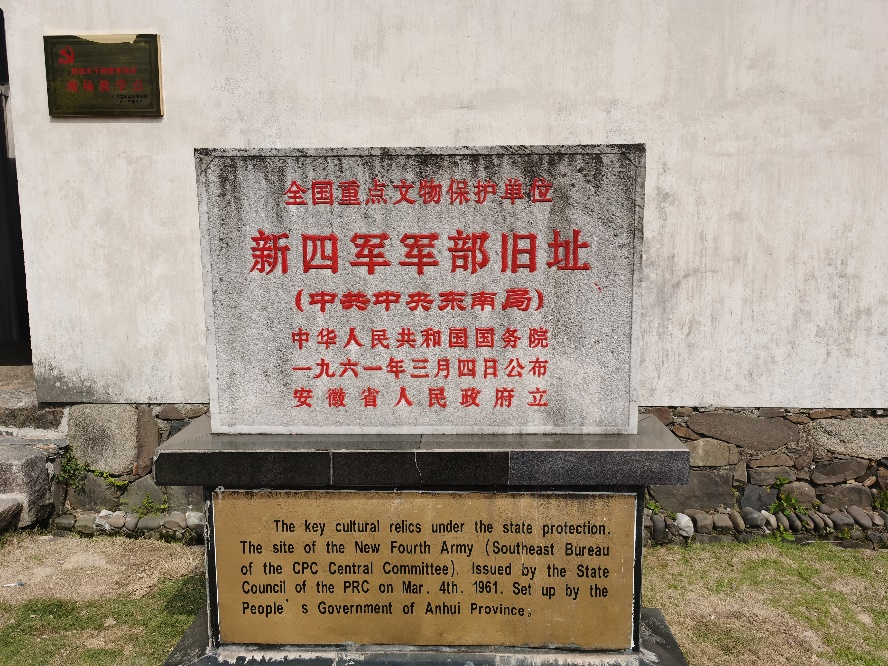 全国重点文物保护单位
新四军军部旧址
(中共中央东南局)
中华人民共和国国务院
一九六一年三月四日公布
安徽省人民政府立
The key cultural relics under the state protection.
The site of the New Fourth Army (Southeast Bureau
of the CPC Central Committee). Issued by the State
Council of the PRC on Mar. 4th. 1961. Set up by the
People's Government of Anhui Province.